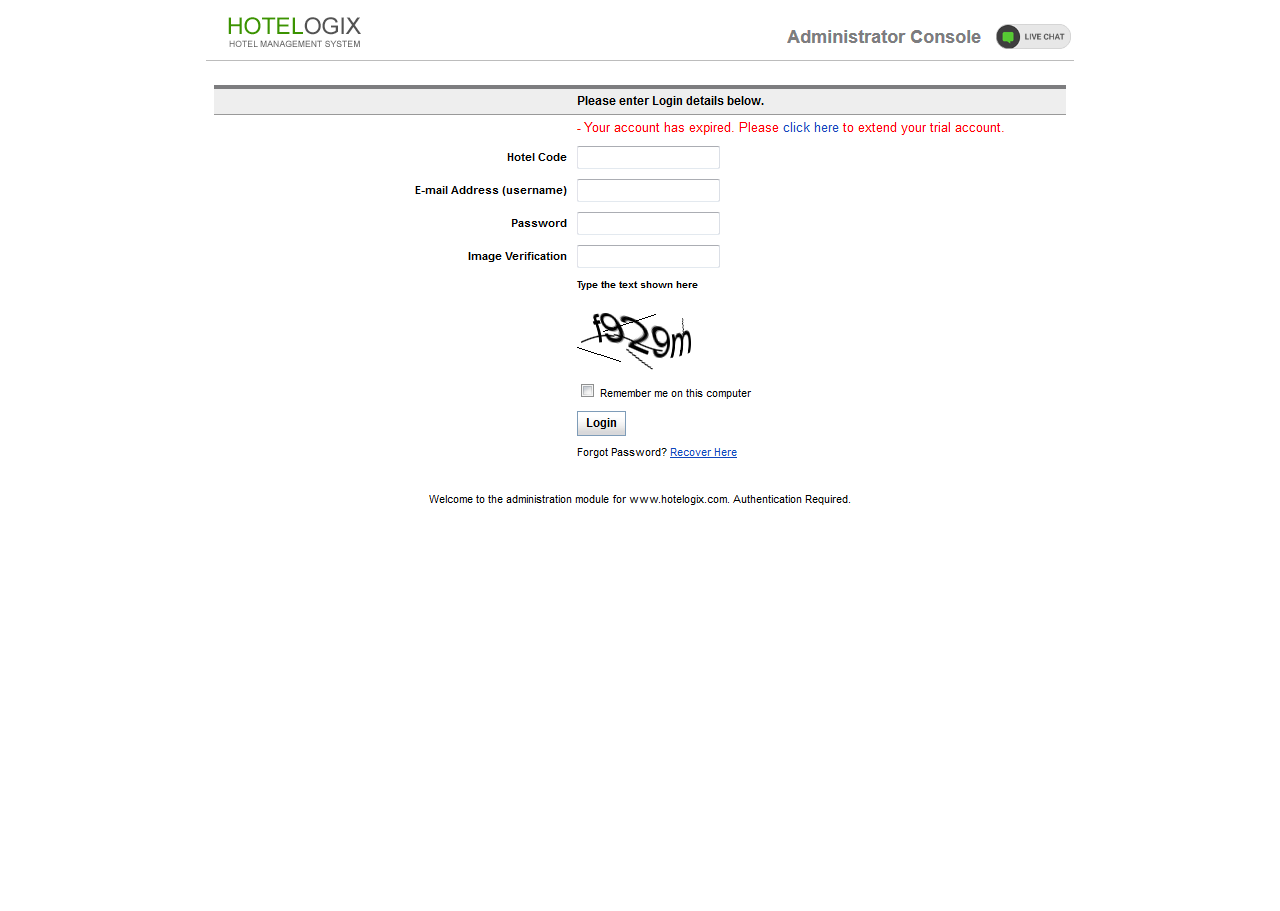 HOTELOGIX
HOTEL MANAGEMENT SYSTEM
Administrator Console
LIVE CHAT
Please enter Login details below.
- Your account has expired. Please click here to extend your trial account.
Hotel Code
E-mail Address (username)
Password
Image Verification
Type the text shown here
f929m
Remember me on this computer
Login
Forgot Password? Recover Here
Welcome to the administration module for www.hotelogix.com. Authentication Required.